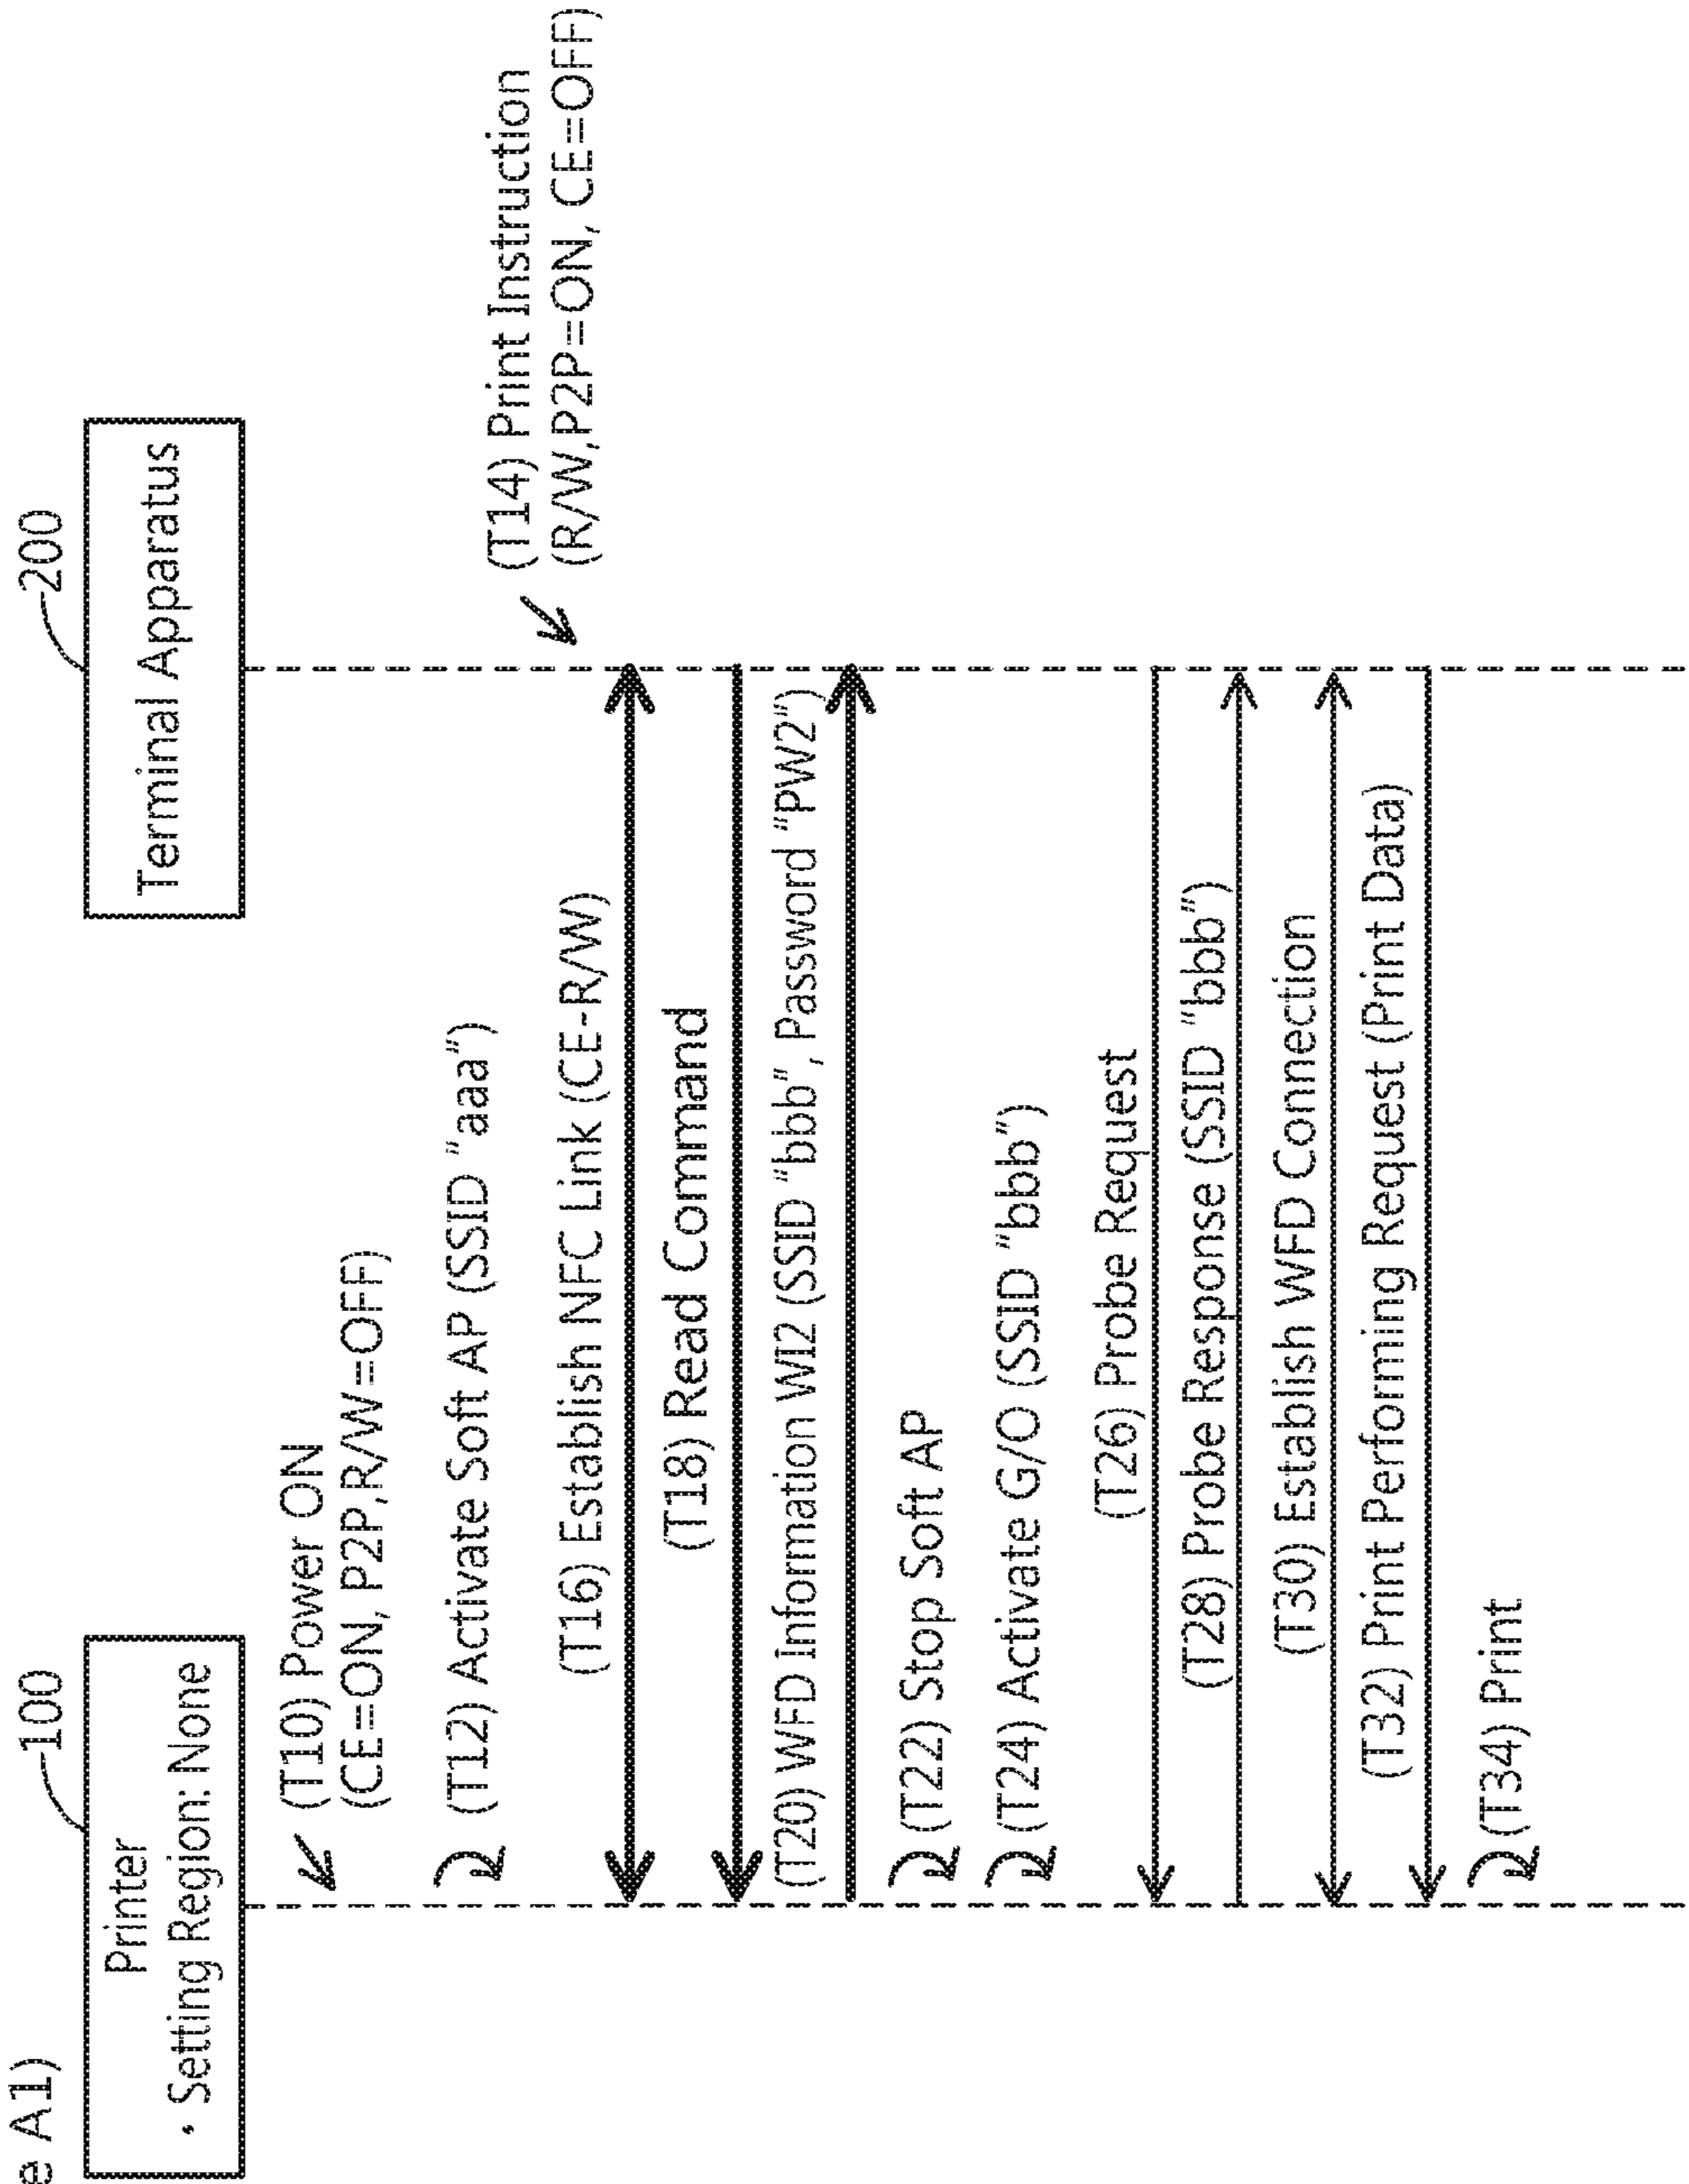 e A1)
100
200
Printer
• Setting Region: None
Terminal Apparatus
(T10) Power ON
(CE=ON, P2P,R/W=OFF)
(T12) Activate Soft AP (SSID "aaa")
(T14) Print Instruction
(R/W,P2P=ON, CE=OFF)
(T16) Establish NFC Link (CE-R/W)
(T18) Read Command
(T20) WFD Information WI2 (SSID "bbb", Password "PW2")
(T22) Stop Soft AP
(T24) Activate G/O (SSID "bbb")
(T26) Probe Request
(T28) Probe Response (SSID "bbb")
(T30) Establish WFD Connection
(T32) Print Performing Request (Print Data)
(T34) Print